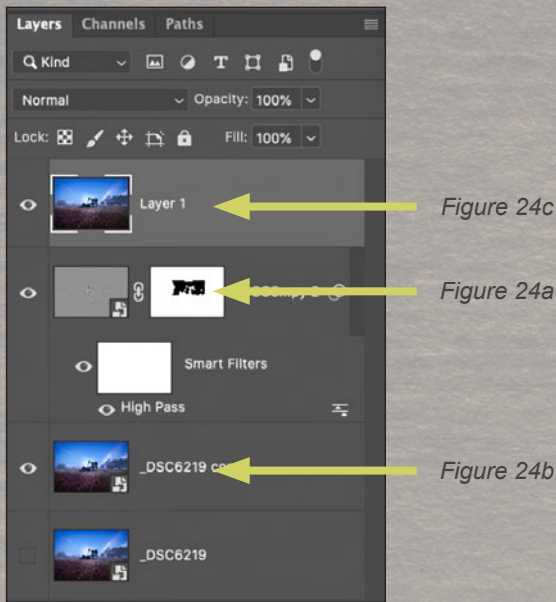 Layers Channels Paths
Kind T
Normal Opacity: 100%
Lock: Fill: 100%
Layer 1 Figure 24c
2 Figure 24a
Smart Filters
High Pass
_DSC6219 Figure 24b
_DSC6219